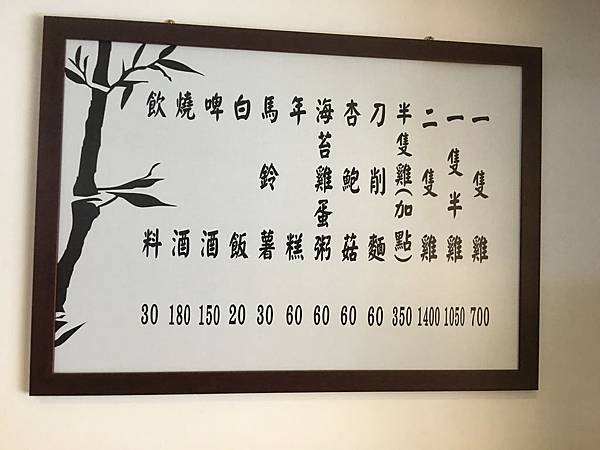 一隻雞 700
一隻半雞 1050
二隻雞 1400
半隻雞(加點) 350
刀削麵 60
杏鮑菇 60
海苔雞蛋粥 60
年糕 60
馬鈴薯 30
白飯 20
啤酒 150
燒酒 180
飲料 30